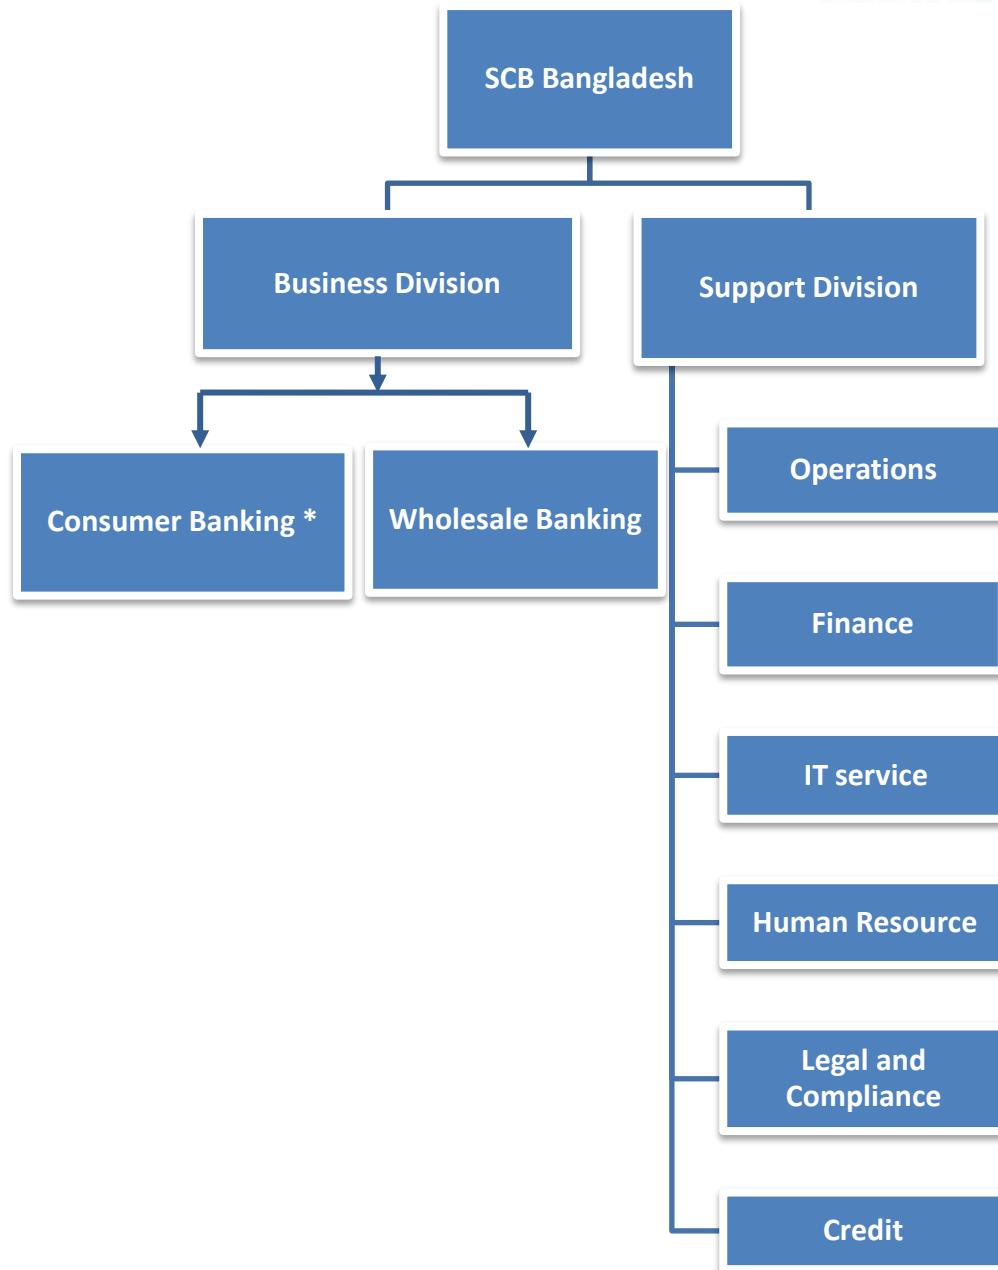 SCB Bangladesh
Business Division
Support Division
Consumer Banking *
Wholesale Banking
Operations
Finance
IT service
Human Resource
Legal and
Compliance
Credit